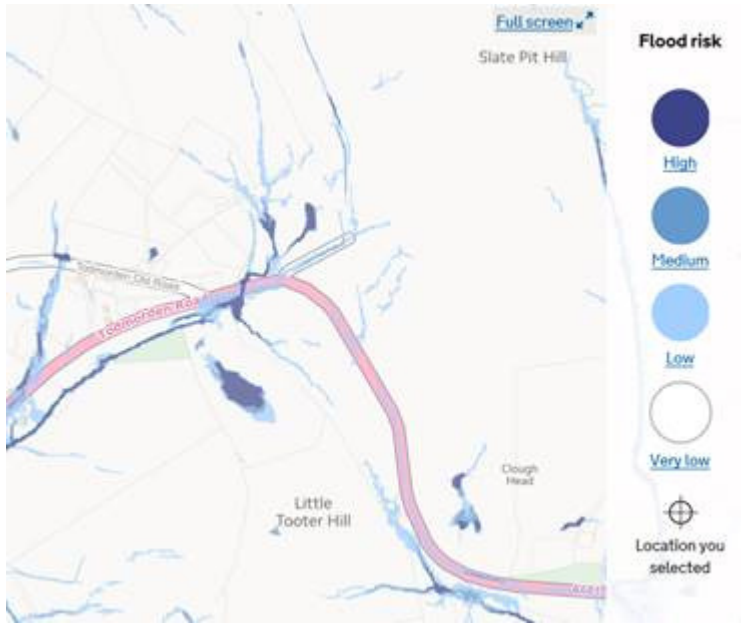 Full screen
Slate Pit Hill
Todmorden Old Road
Todmorden Road
Little
Tooter Hill
Clough
Head
Flood risk
High
Medium
Low
Very low
Location you
selected